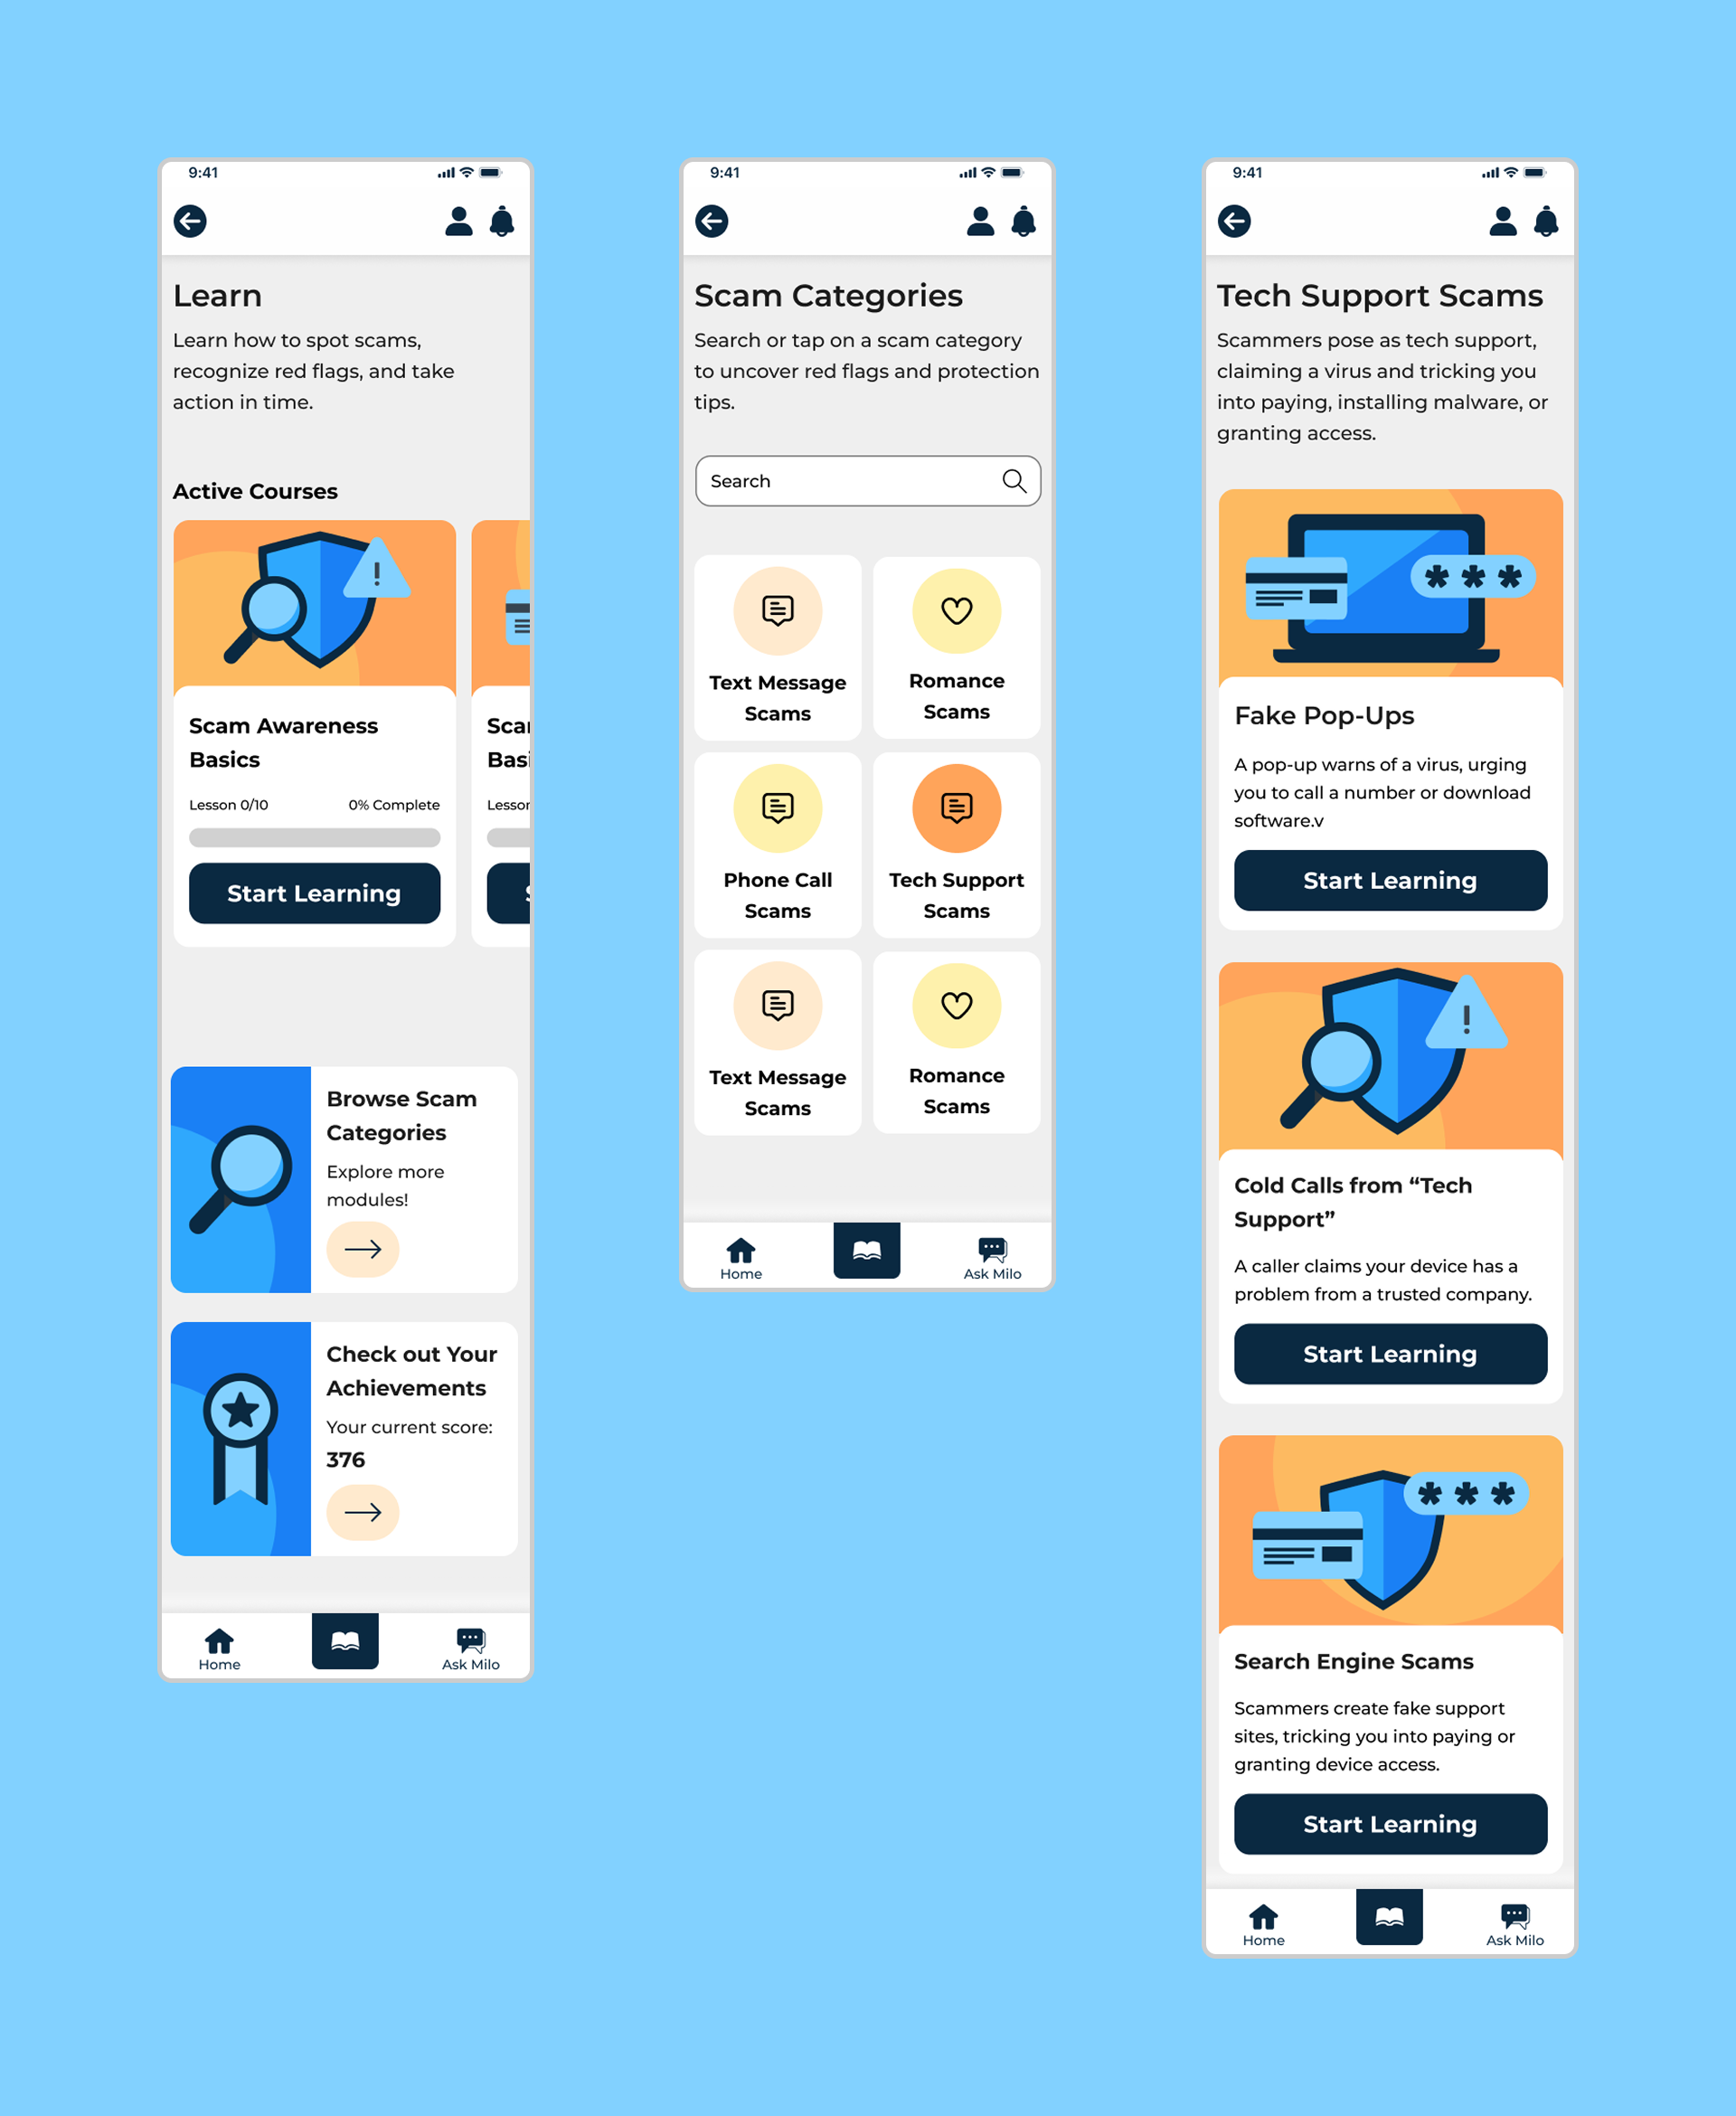 9:41
Learn
Learn how to spot scams,
recognize red flags, and take
action in time.
Active Courses
Scam Awareness
Basics
Lesson 0/10
0% Complete
Start Learning
Scar
Basi
Lesson
S
Browse Scam
Categories
Explore more
modules!
Check out Your
Achievements
Your current score:
376
Home
Ask Milo
9:41
Scam Categories
Search or tap on a scam category
to uncover red flags and protection
tips.
Search
Text Message
Scams
Romance
Scams
Phone Call
Scams
Tech Support
Scams
Text Message
Scams
Romance
Scams
Home
Ask Milo
9:41
Tech Support Scams
Scammers pose as tech support,
claiming a virus and tricking you
into paying, installing malware, or
granting access.
***
Fake Pop-Ups
A pop-up warns of a virus, urging
you to call a number or download
software.v
Start Learning
!
Cold Calls from “Tech
Support”
A caller claims your device has a
problem from a trusted company.
Start Learning
***
Search Engine Scams
Scammers create fake support
sites, tricking you into paying or
granting device access.
Start Learning
Home
Ask Milo